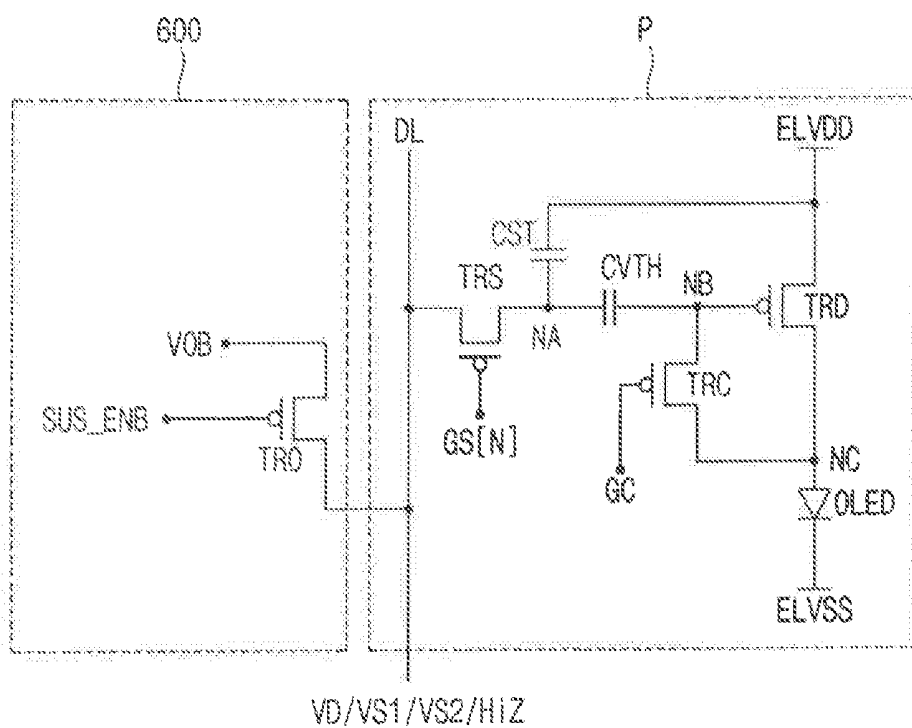 600
P
DL
ELVDD
CST
CVTH
TRS
NB
TRD
NA
VOB
TRC
SUS_ENB
TRO
GS[N]
NC
GC
OLED
ELVSS
VD/VS1/VS2/HiZ